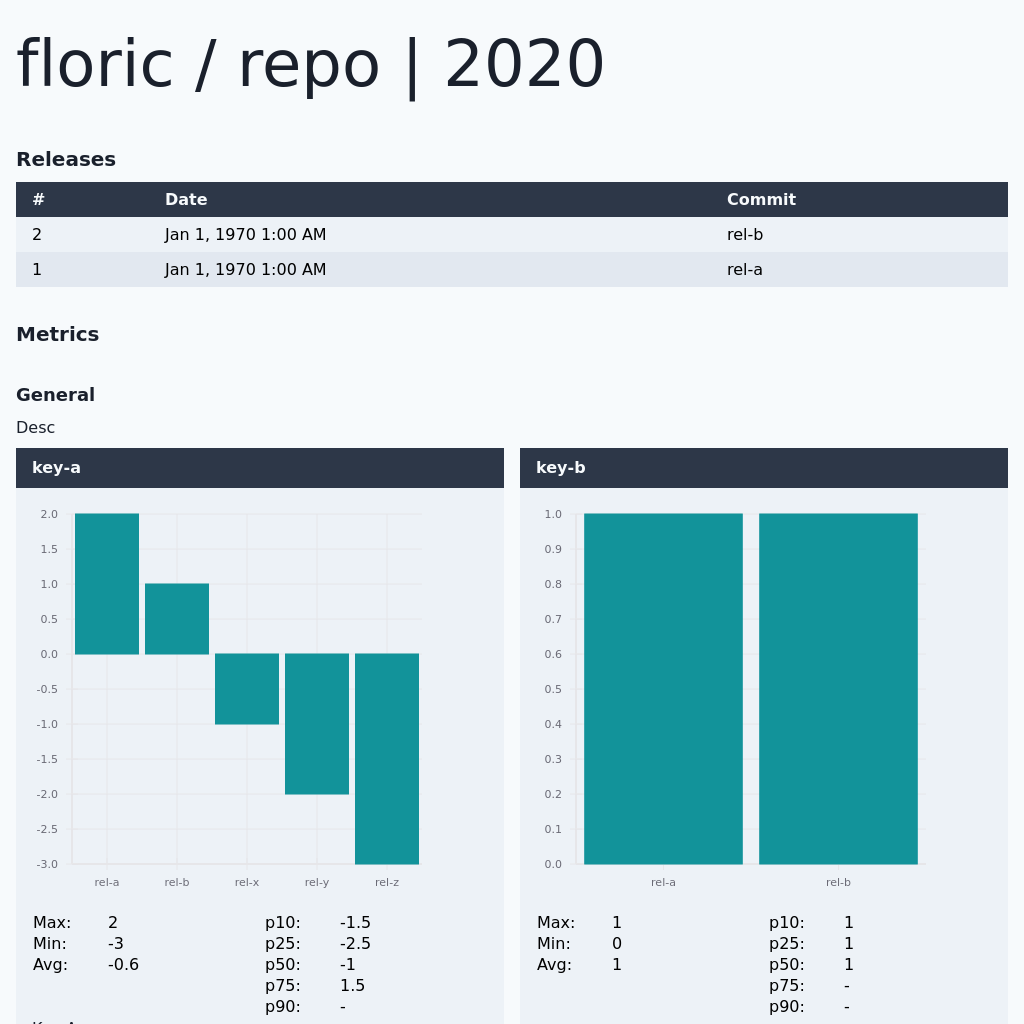 floric / repo | 2020
Releases
# Date Commit
2 Jan 1, 1970 1:00 AM rel-b
1 Jan 1, 1970 1:00 AM rel-a
Metrics
General
Desc
key-a
2.0
1.5
1.0
0.5
0.0
-0.5
-1.0
-1.5
-2.0
-2.5
-3.0
rel-a rel-b rel-x rel-y rel-z
Max: 2 p10: -1.5
Min: -3 p25: -2.5
Avg: -0.6 p50: -1
p75: 1.5
p90: -
key-b
1.0
0.9
0.8
0.7
0.6
0.5
0.4
0.3
0.2
0.1
0.0
rel-a rel-b
Max: 1 p10: 1
Min: 0 p25: 1
Avg: 1 p50: 1
p75: -
p90: -